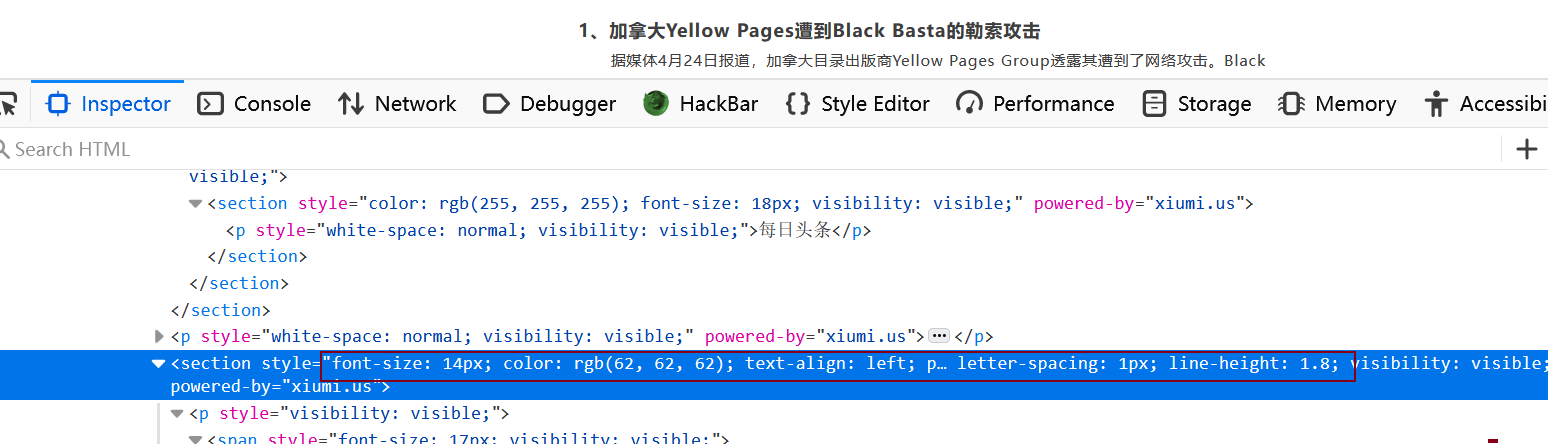 1、加拿大Yellow Pages遭到Black Basta的勒索攻击
据媒体4月24日报道，加拿大目录出版商Yellow Pages Group透露其遭到了网络攻击。Black
Inspector Console Network Debugger HackBar Style Editor Performance Storage Memory Accessibi
Search HTML
visible;">
<section style="color: rgb(255, 255, 255); font-size: 18px; visibility: visible;" powered-by="xiumi.us">
<p style="white-space: normal; visibility: visible;">每日头条</p>
</section>
</section>
</section>
<p style="white-space: normal; visibility: visible;" powered-by="xiumi.us">…</p>
<section style="font-size: 14px; color: rgb(62, 62, 62); text-align: left; p… letter-spacing: 1px; line-height: 1.8; visibility: visible;
powered-by="xiumi.us">
<p style="visibility: visible;">
<span style="font-size: 17px; visibility: visible;">